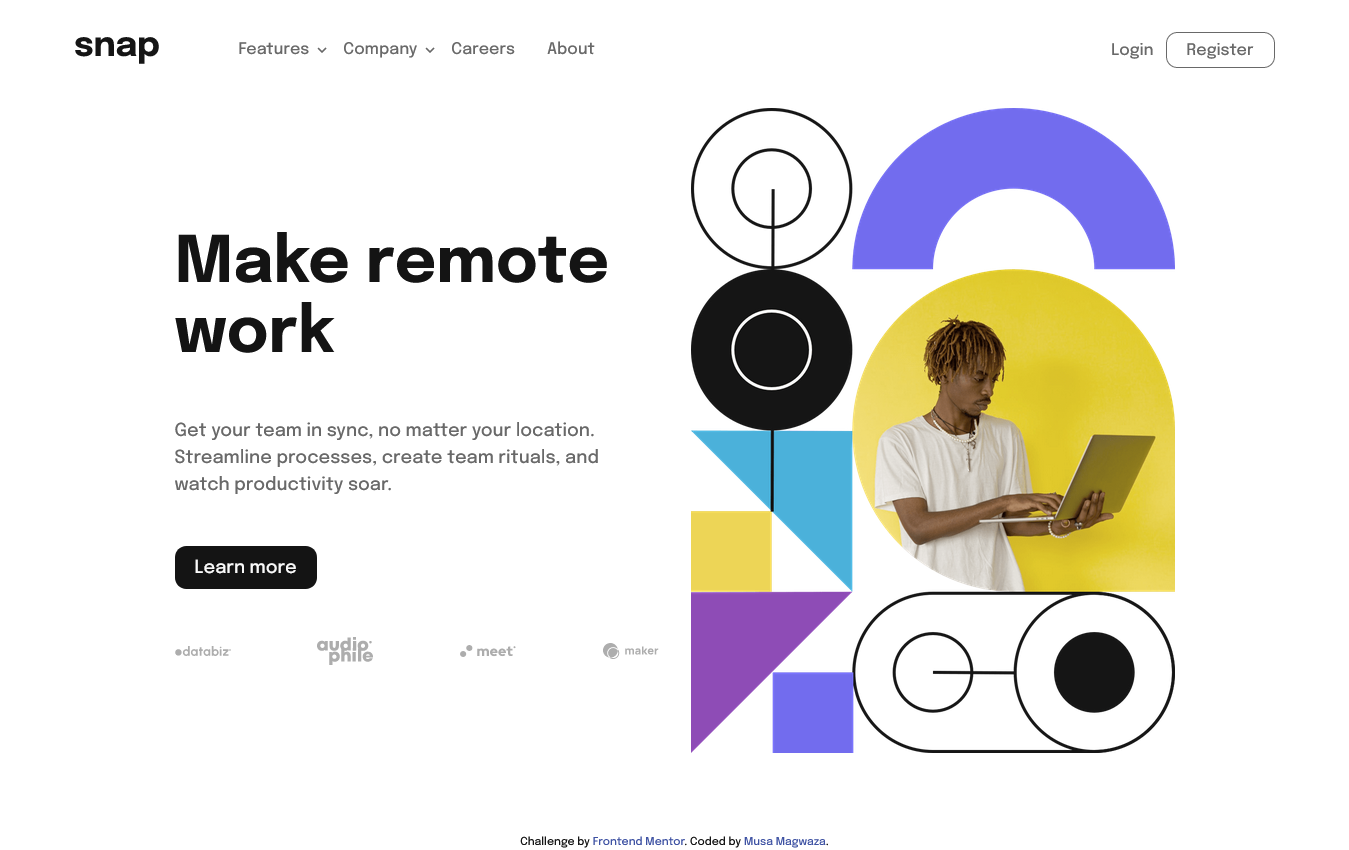 snap
Features Company Careers About
Login Register
Make remote
work
Get your team in sync, no matter your location.
Streamline processes, create team rituals, and
watch productivity soar.
Learn more
databiz audiophile meet maker
Challenge by Frontend Mentor. Coded by Musa Magwaza.